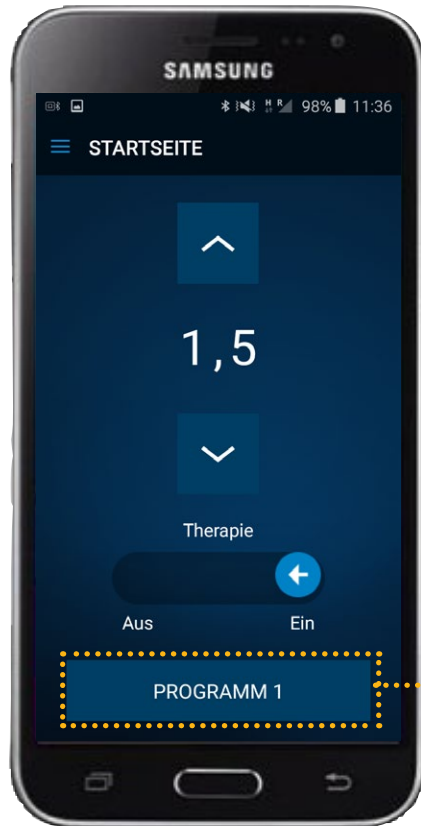 SAMSUNG
98% 11:36
STARTSEITE
1,5
Therapie
Aus Ein
PROGRAMM 1